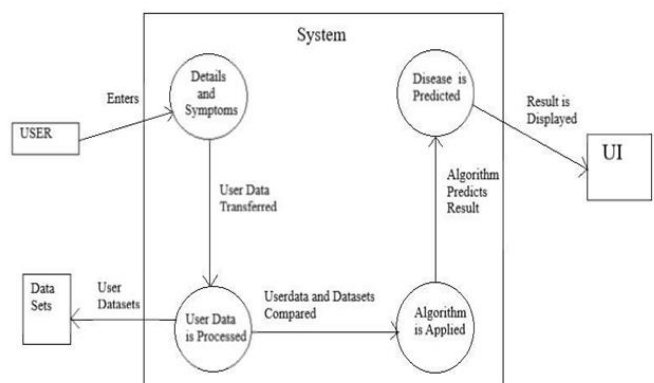 System
Details
and
Symptoms
Disease is
Predicted
Enters
Result is
Displayed
USER
UI
User Data
Transferred
Algorithm
Predicts
Result
Data
Sets
User
Datasets
User Data
is Processed
Userdata and Datasets
Compared
Algorithm
is Applied